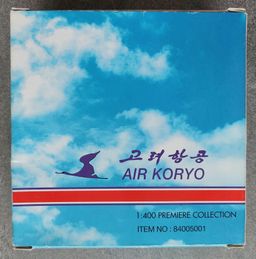 고려항공
AIR KORYO
1:400 PREMIERE COLLECTION
ITEM NO : 84005001